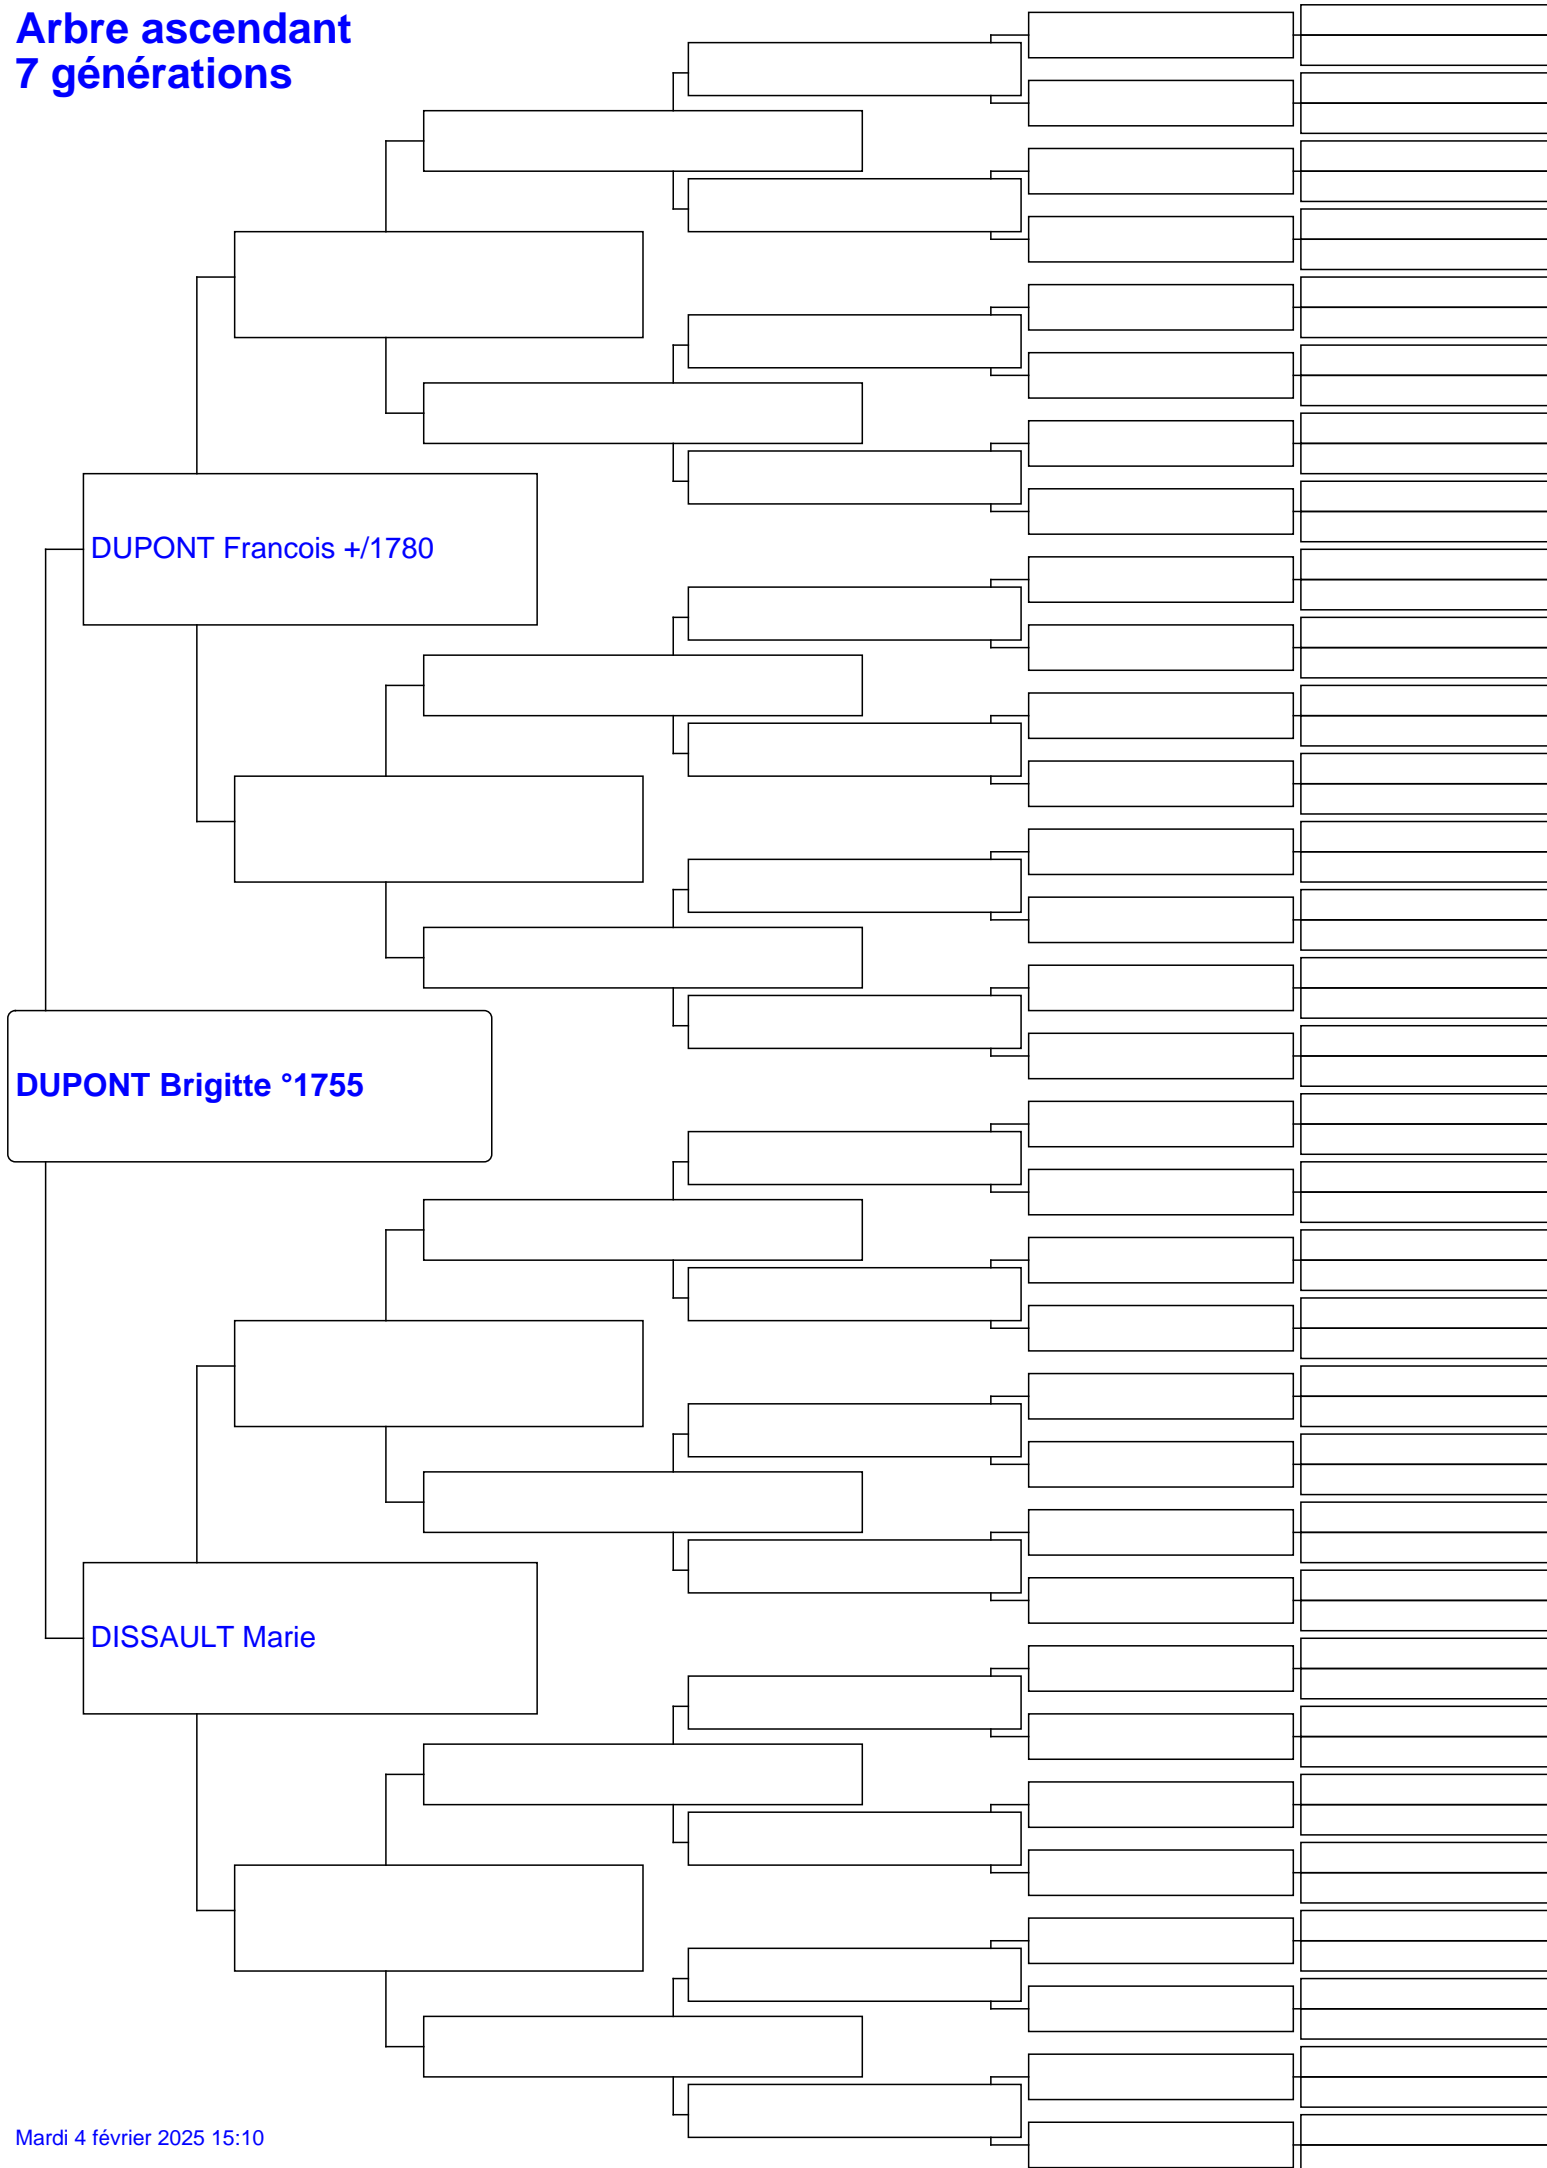 Arbre ascendant
7 générations
DUPONT Francois +/1780
DUPONT Brigitte °1755
DISSAULT Marie
Mardi 4 février 2025 15:10